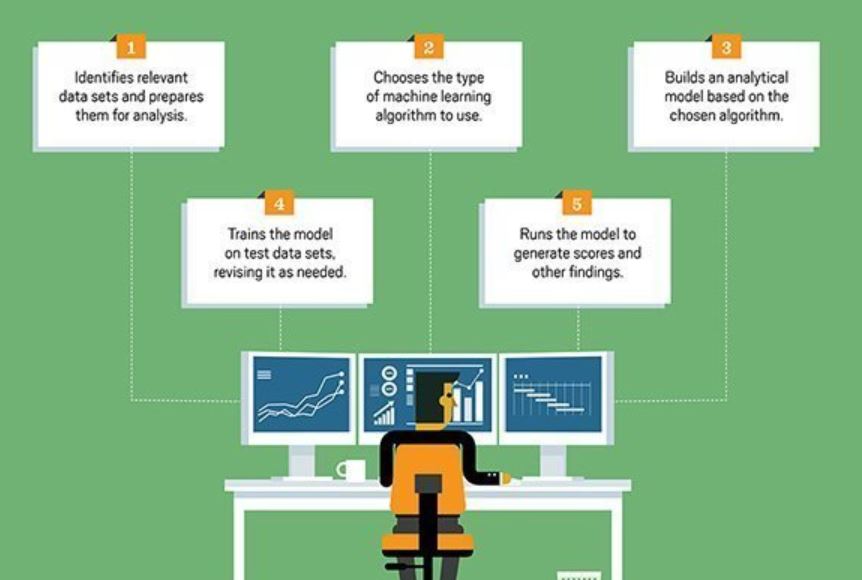 1
Identifies relevant
data sets and prepares
them for analysis.
2
Chooses the type
of machine learning
algorithm to use.
3
Builds an analytical
model based on the
chosen algorithm.
4
Trains the model
on test data sets,
revising it as needed.
5
Runs the model to
generate scores and
other findings.